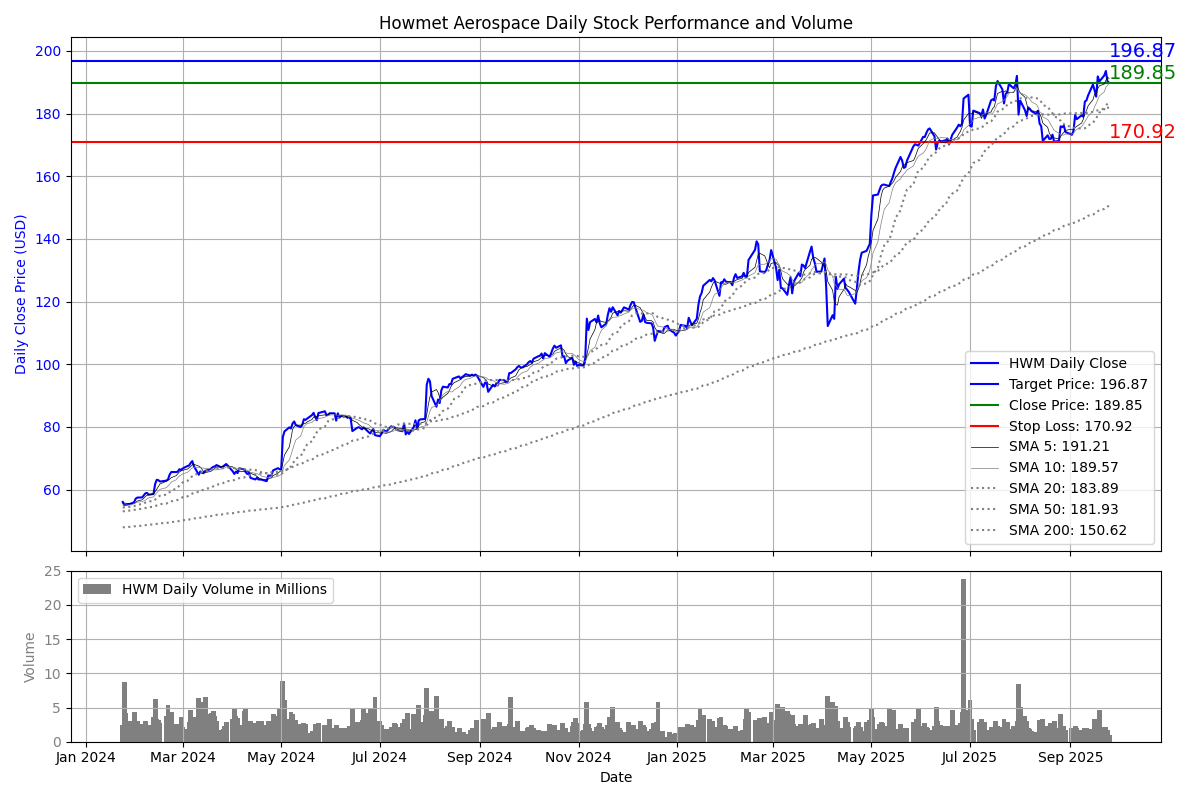 Howmet Aerospace Daily Stock Performance and Volume
Daily Close Price (USD)
200
180
160
140
120
100
80
60
196.87
189.85
170.92
HWM Daily Close
Target Price: 196.87
Close Price: 189.85
Stop Loss: 170.92
SMA 5: 191.21
SMA 10: 189.57
SMA 20: 183.89
SMA 50: 181.93
SMA 200: 150.62
Volume
25
20
15
10
5
0
HWM Daily Volume in Millions
Jan 2024 Mar 2024 May 2024 Jul 2024 Sep 2024 Nov 2024 Jan 2025 Mar 2025 May 2025 Jul 2025 Sep 2025
Date